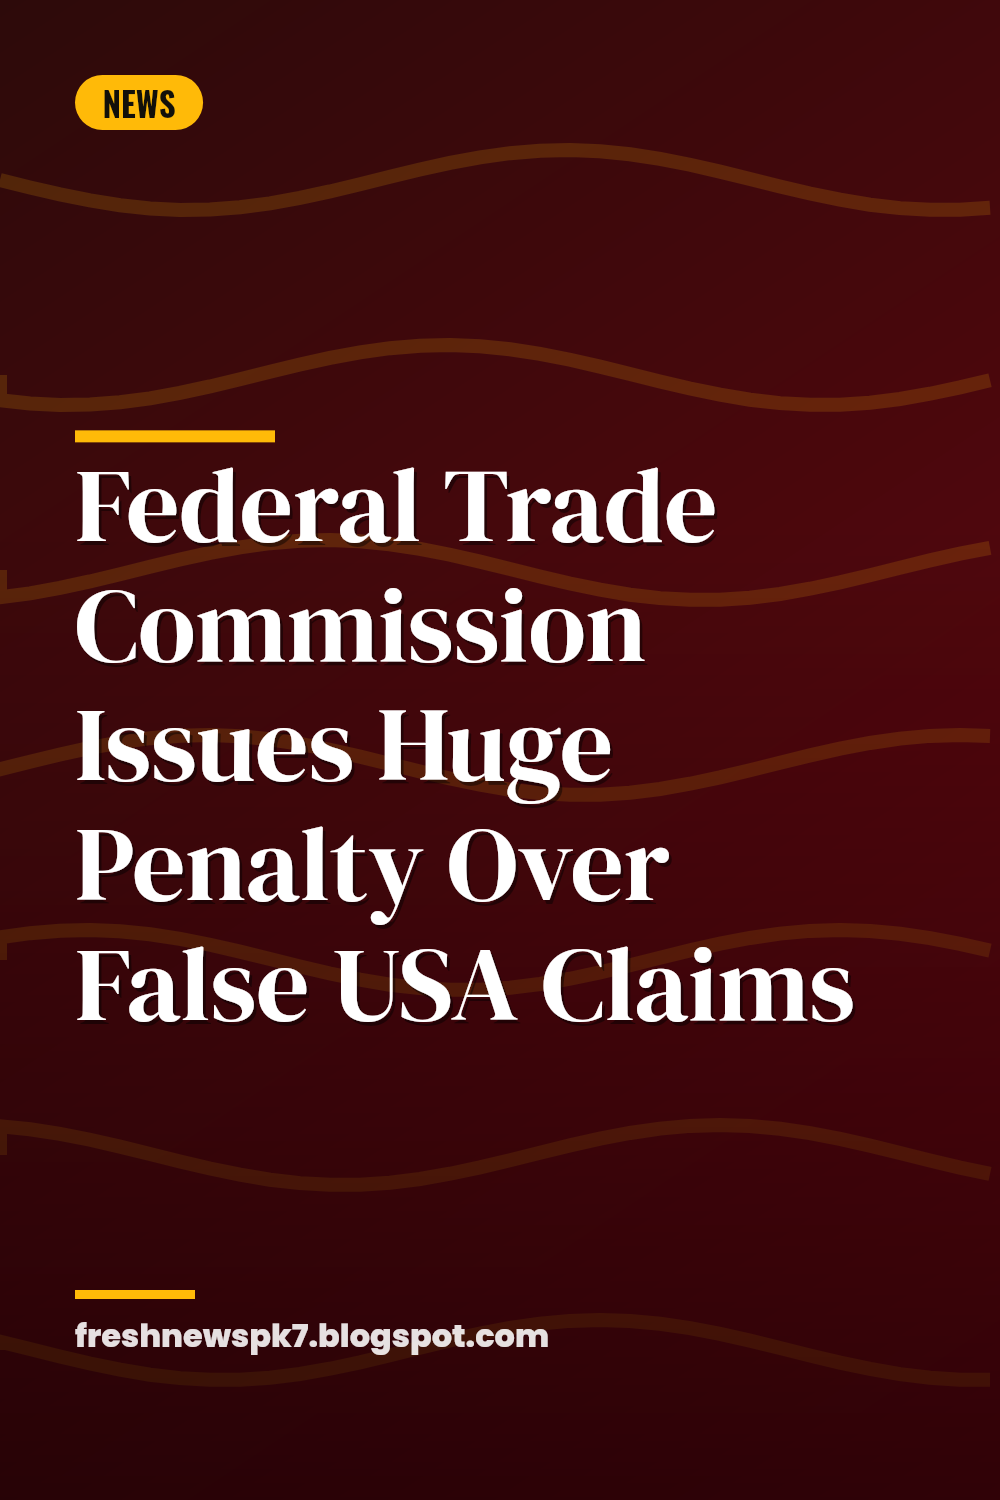 NEWS
Federal Trade
Commission
Issues Huge
Penalty Over
False USA Claims
freshnewspk7.blogspot.com